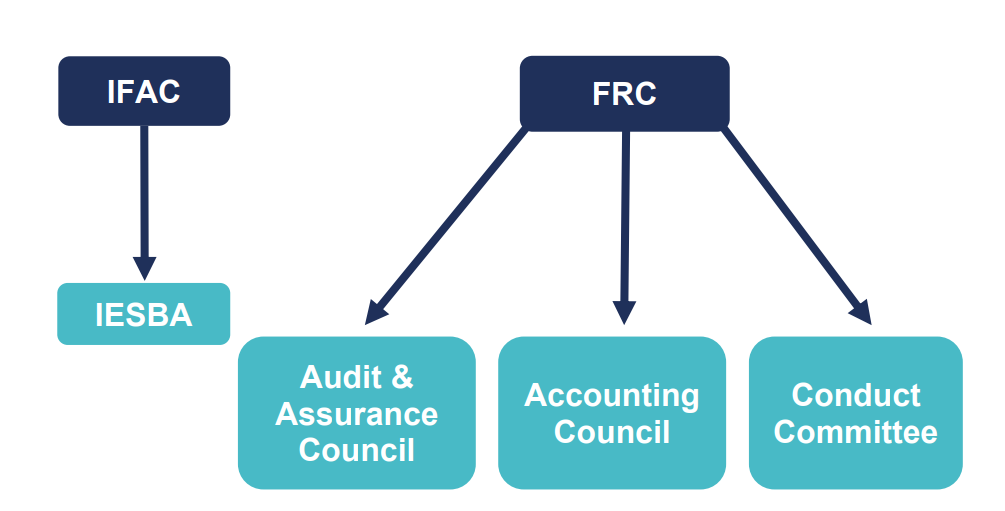 IFAC
FRC
IESBA
Audit &
Assurance
Council
Accounting
Council
Conduct
Committee